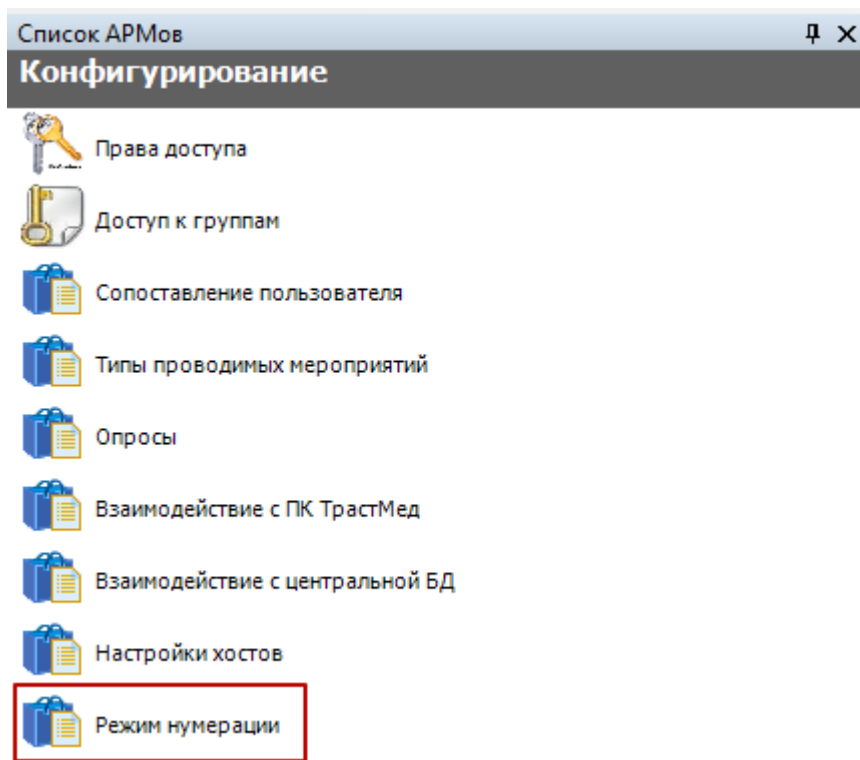 Список АРМов
Конфигурирование
Права доступа
Доступ к группам
Сопоставление пользователя
Типы проводимых мероприятий
Опросы
Взаимодействие с ПК ТрастМед
Взаимодействие с центральной БД
Настройки хостов
Режим нумерации